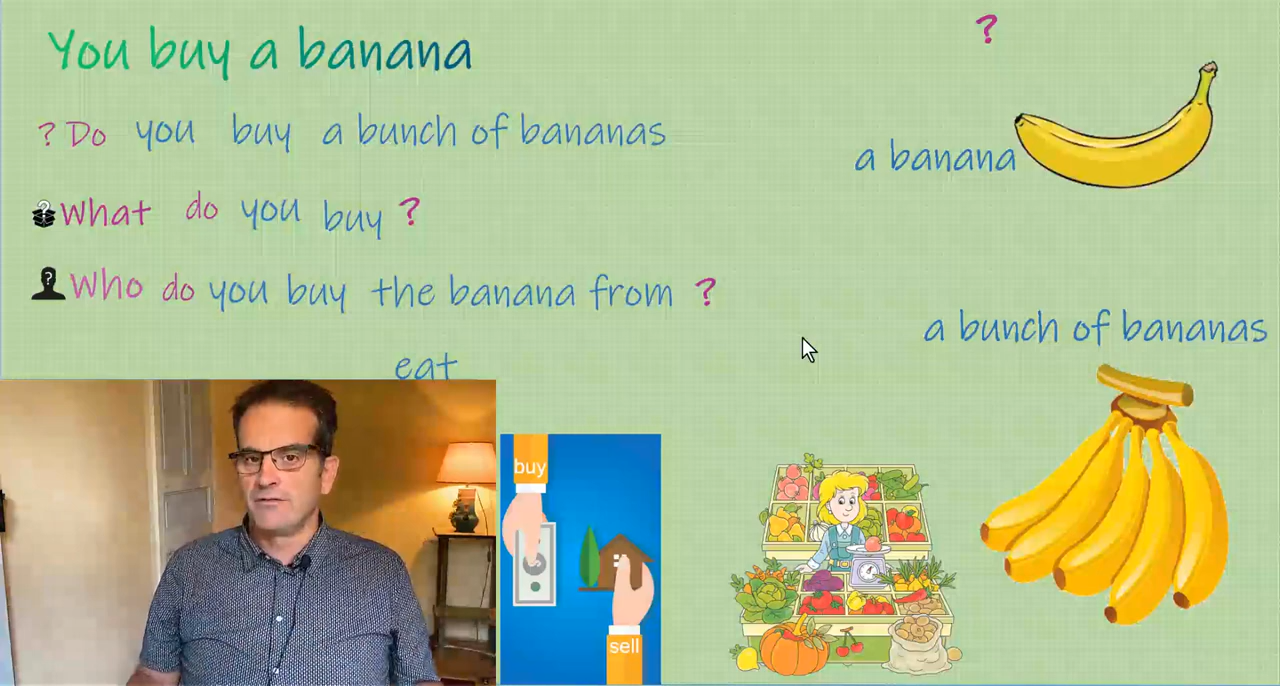 You buy a banana
?
? Do you buy a bunch of bananas
a banana
? What do you buy ?
? Who do you buy the banana from ?
a bunch of bananas
eat
buy
sell